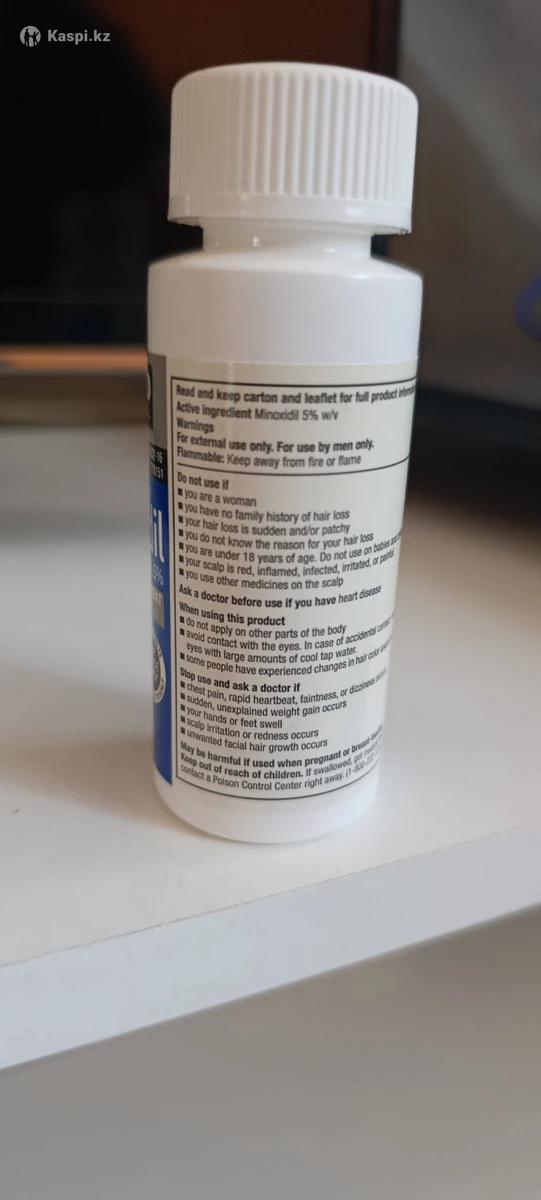 Kaspi.kz
Read and keep carton and leaflet for full product
Active ingredient Minoxidil 5% w/v
Warnings
For external use only. For use by men only.
Flammable: Keep away from fire or flame
Do not use if
■ you are a woman
■ you have no family history of hair loss
■ your hair loss is sudden and/or patchy
■ you do not know the reason for your hair loss
■ you are under 18 years of age. Do not use on babies and
■ your scalp is red, inflamed, infected, irritated, or painful
■ you use other medicines on the scalp
Ask a doctor before use if you have heart disease
When using this product
■ do not apply on other parts of the body
■ avoid contact with the eyes. In case of accidental contact,
eyes with large amounts of cool tap water.
■ some people have experienced changes in hair color and/or
Stop use and ask a doctor if
■ chest pain, rapid heartbeat, faintness, or dizziness occurs
■ sudden, unexplained weight gain occurs
■ your hands or feet swell
■ scalp irritation or redness occurs
■ unwanted facial hair growth occurs
May be harmful if used when pregnant or
Keep out of reach of children. If swallowed, get
contact a Poison Control Center right away.